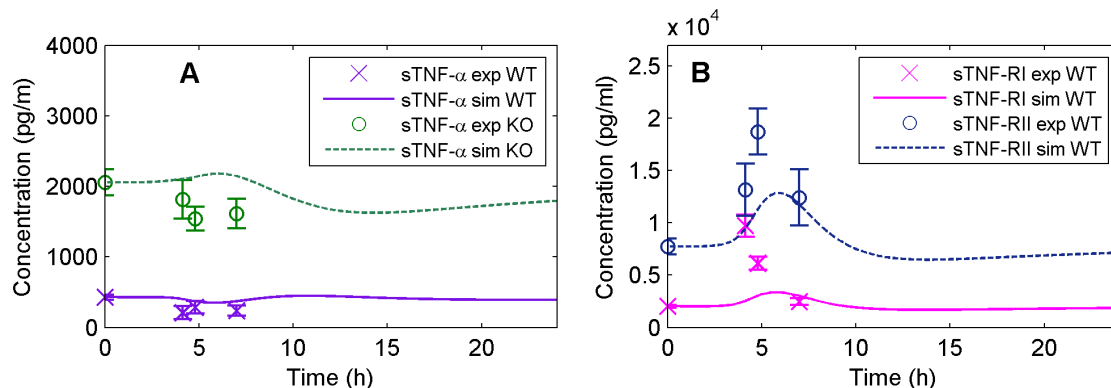 A
Concentration (pg/m)
4000
3000
2000
1000
0
0
5
10
15
20
Time (h)
sTNF-α exp WT
sTNF-α sim WT
sTNF-α exp KO
sTNF-α sim KO
B
x 10⁴
Concentration (pg/ml)
2.5
2
1.5
1
0.5
0
0
5
10
15
20
Time (h)
sTNF-RI exp WT
sTNF-RI sim WT
sTNF-RII exp WT
sTNF-RII sim WT